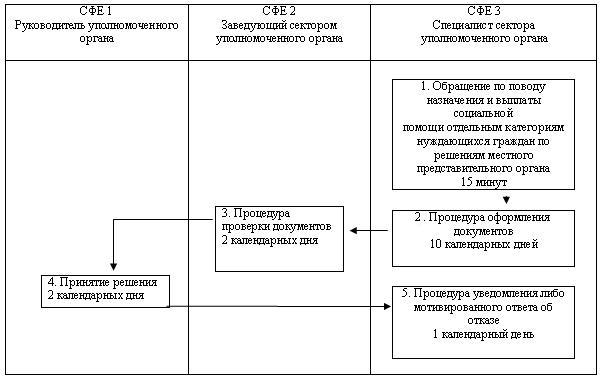 СФЕ 1
Руководитель уполномоченного
органа
СФЕ 2
Заведующий сектором
уполномоченного органа
СФЕ 3
Специалист сектора
уполномоченного органа
1. Обращение по поводу
назначения и выплаты
социальной
помощи отдельным категориям
нуждающихся граждан по
решениям местного
представительного органа
15 минут
2 . Процедура оформления
документов
10 календарных дней
3. Процедура
проверки документов
2 календарных дня
4. Принятие решения
2 календарных дня
5. Процедура уведомления либо
мотивированного ответа об
отказе
1 календарный день